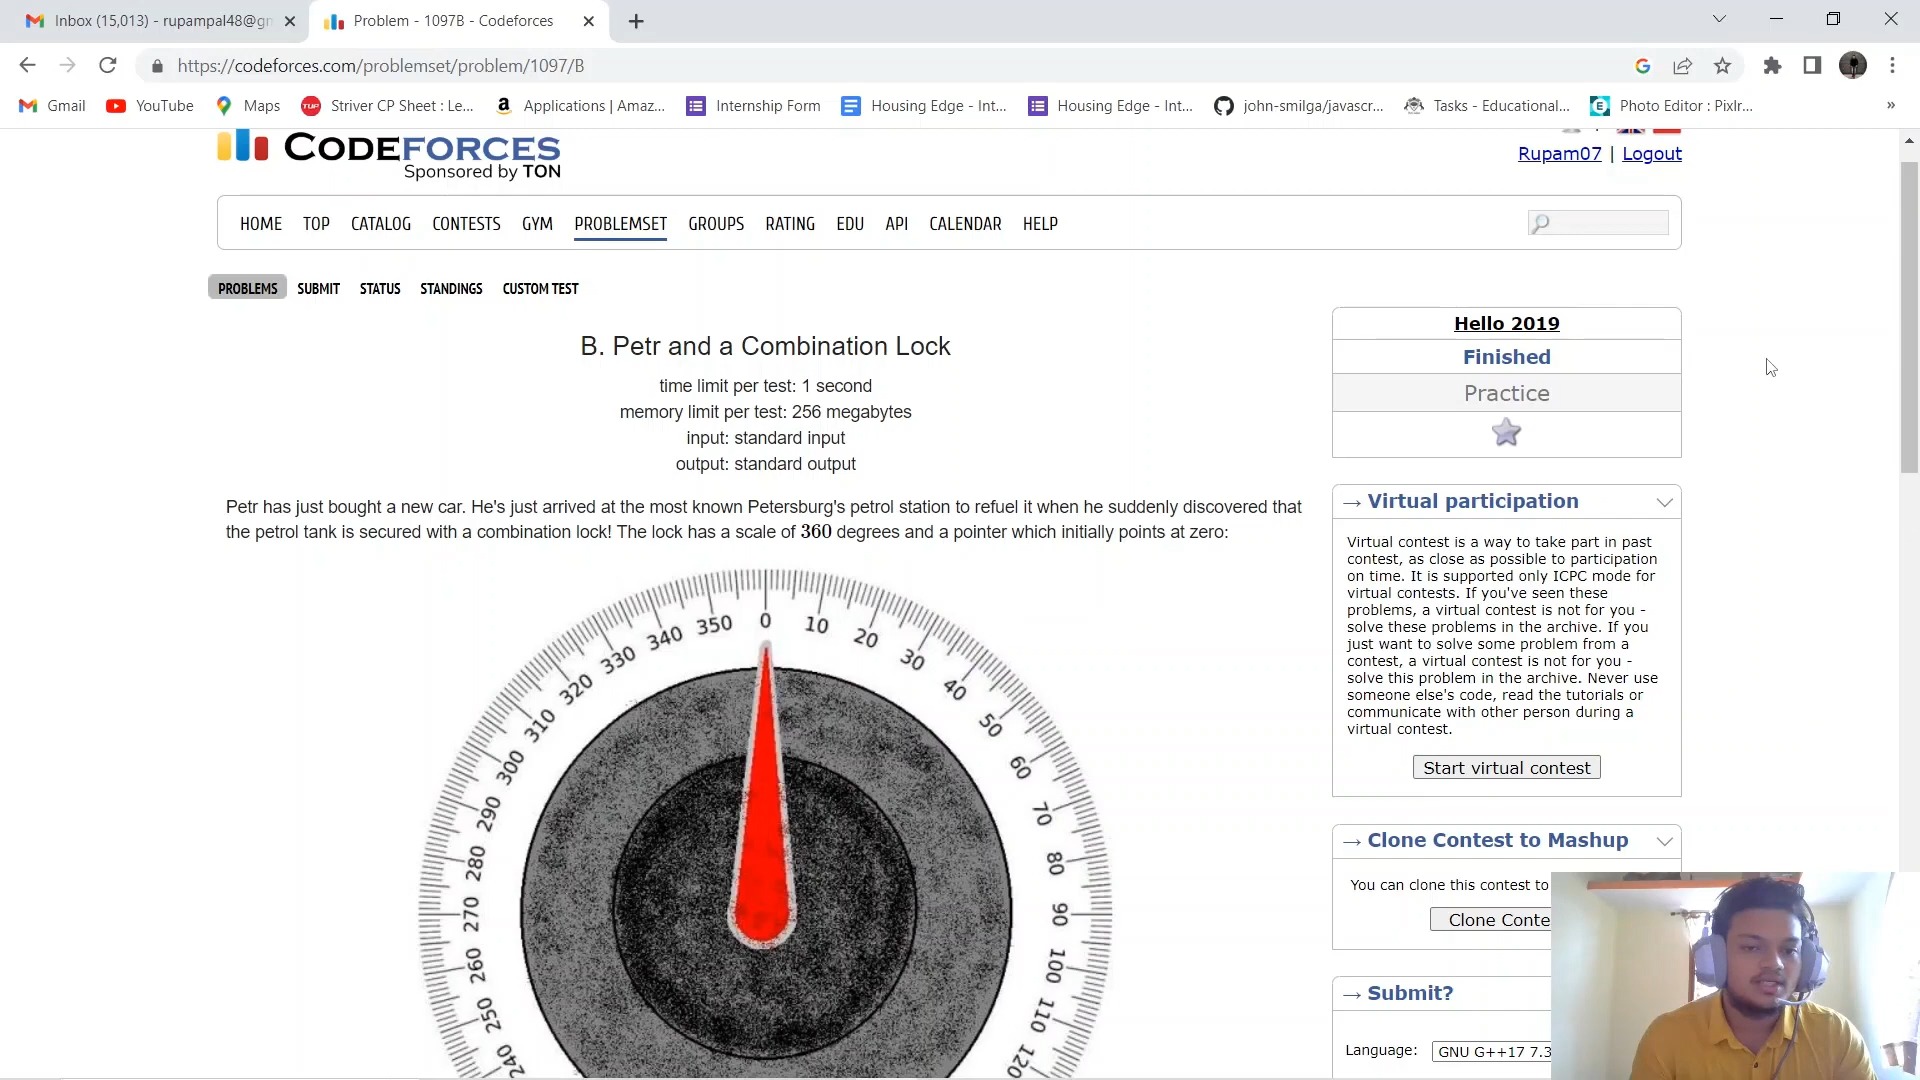 Inbox (15,013) - rupampal48@gm
Problem - 1097B - Codeforces
https://codeforces.com/problemset/problem/1097/B
Gmail
YouTube
Maps
Striver CP Sheet : Le...
Applications | Amaz...
Internship Form
Housing Edge - Int...
Housing Edge - Int...
john-smilga/javascr...
Tasks - Educational...
Photo Editor : Pixlr...
»
CODEFORCES
Sponsored by TON
Rupam07 | Logout
HOME TOP CATALOG CONTESTS GYM PROBLEMSET GROUPS RATING EDU API CALENDAR HELP
PROBLEMS SUBMIT STATUS STANDINGS CUSTOM TEST
B. Petr and a Combination Lock
time limit per test: 1 second
memory limit per test: 256 megabytes
input: standard input
output: standard output
Petr has just bought a new car. He's just arrived at the most known Petersburg's petrol station to refuel it when he suddenly discovered that
the petrol tank is secured with a combination lock! The lock has a scale of 360 degrees and a pointer which initially points at zero:
0
10
20
30
40
50
60
70
80
90
100
110
120
240
250
260
270
280
290
300
310
320
330
340
350
Hello 2019
Finished
Practice
→ Virtual participation
Virtual contest is a way to take part in past
contest, as close as possible to participation
on time. It is supported only ICPC mode for
virtual contests. If you've seen these
problems, a virtual contest is not for you -
solve these problems in the archive. If you
just want to solve some problem from a
contest, a virtual contest is not for you -
solve this problem in the archive. Never use
someone else's code, read the tutorials or
communicate with other person during a
virtual contest.
Start virtual contest
→ Clone Contest to Mashup
You can clone this contest to
Clone Conte
→ Submit?
Language: GNU G++17 7.3